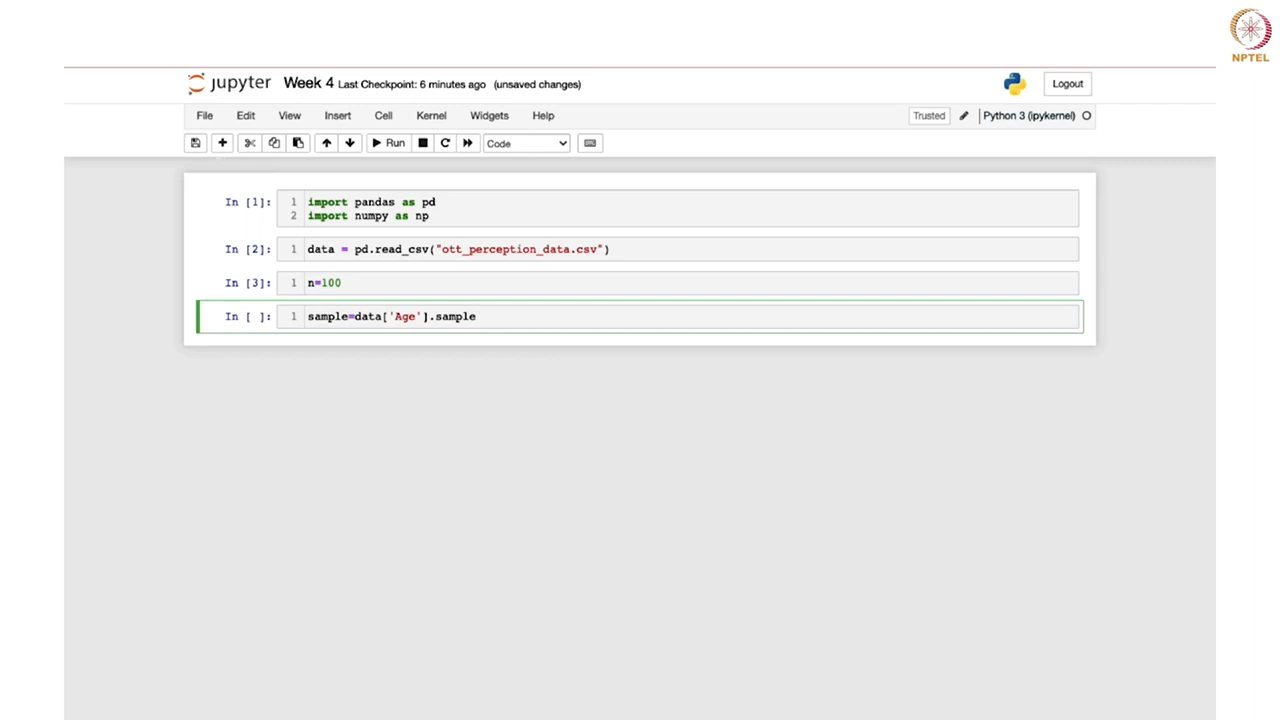 NPTEL
jupyter Week 4 Last Checkpoint: 6 minutes ago (unsaved changes) Logout
File Edit View Insert Cell Kernel Widgets Help Trusted Python 3 (ipykernel)
Run Code
In [1]: 1 import pandas as pd
2 import numpy as np
In [2]: 1 data = pd.read_csv("ott_perception_data.csv")
In [3]: 1 n=100
In [ ]: 1 sample=data['Age'].sample